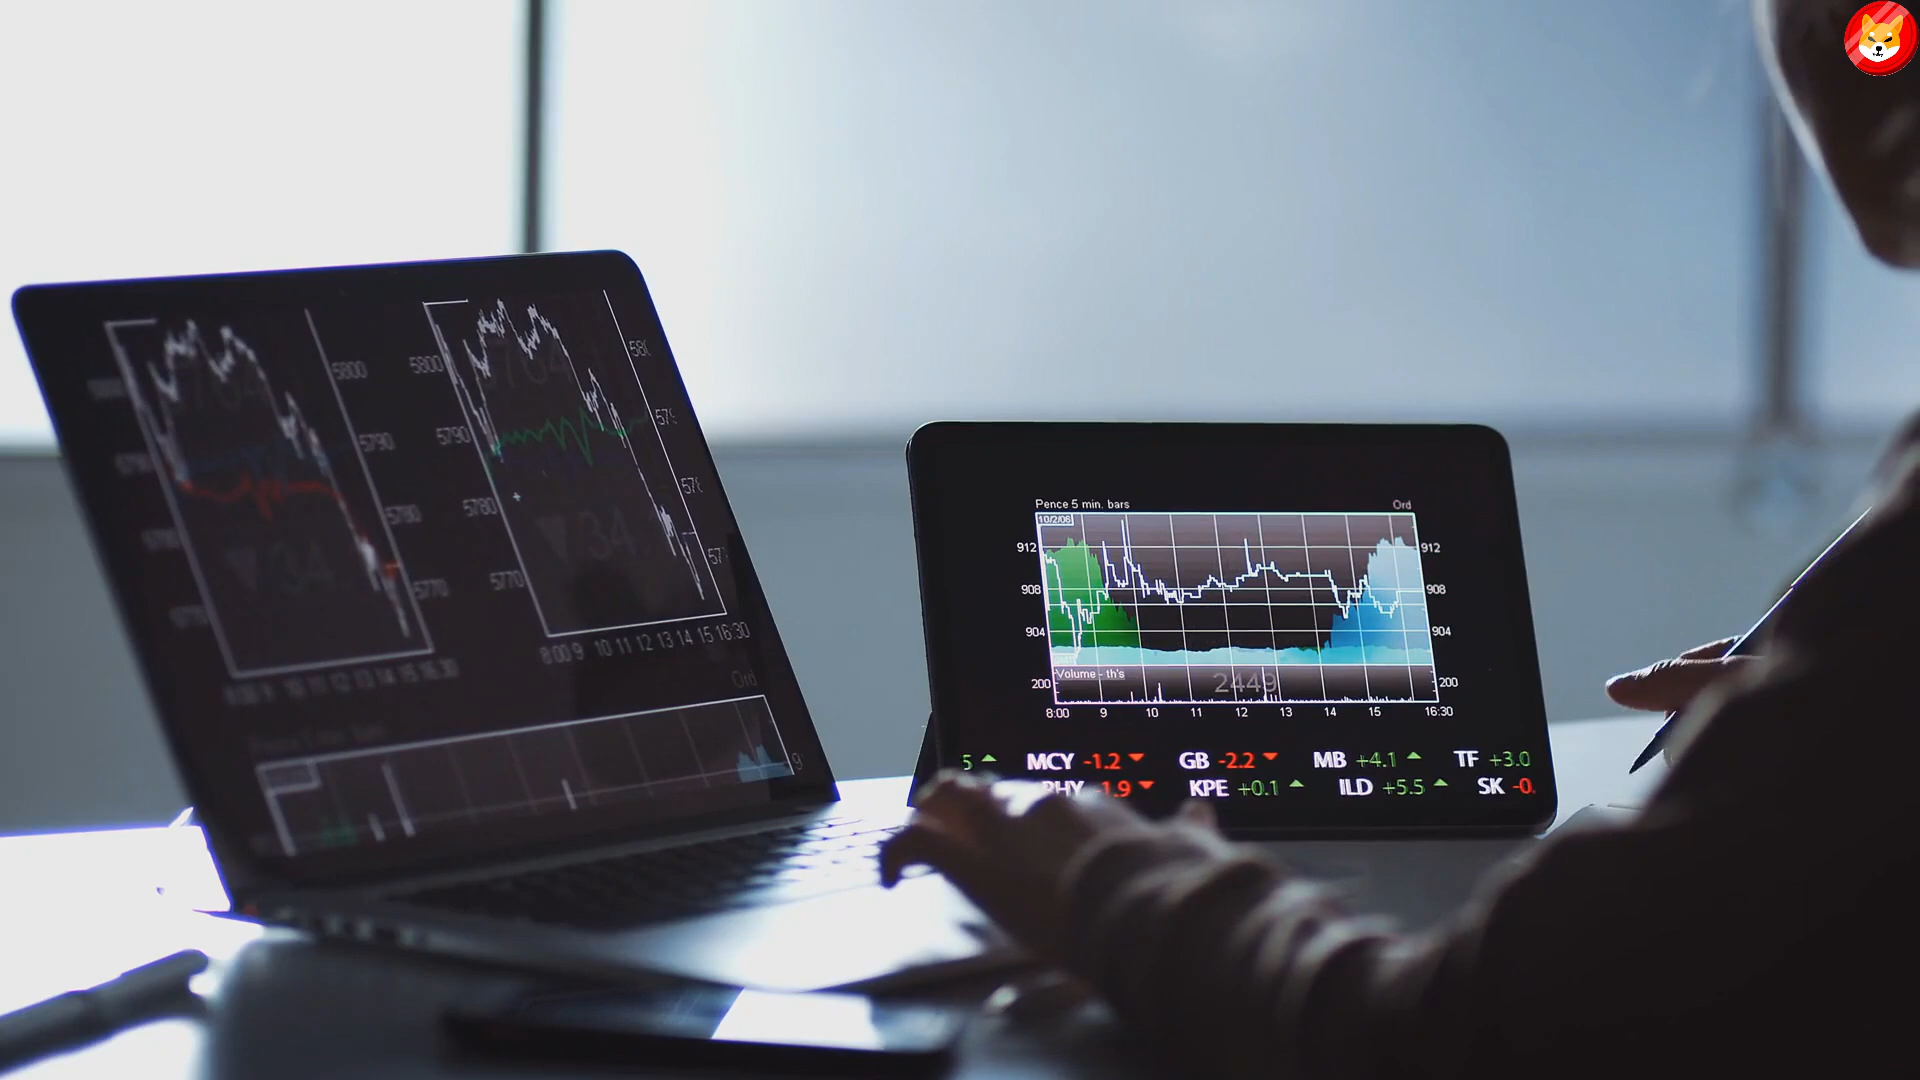 5800
5800
5790
5790
5780
5780
5770
5770
8:00 9 10 11 12 13 14 15 16:30
Ord
Pence 5 min. bars Ord
10/2/06
912 912
908 908
904 904
Volume - th's
200 2449 200
8:00 9 10 11 12 13 14 15 16:30
5 MCY -1.2 GB -2.2 MB +4.1 TF +3.0
KPE +0.1 ILD +5.5 SK -0.